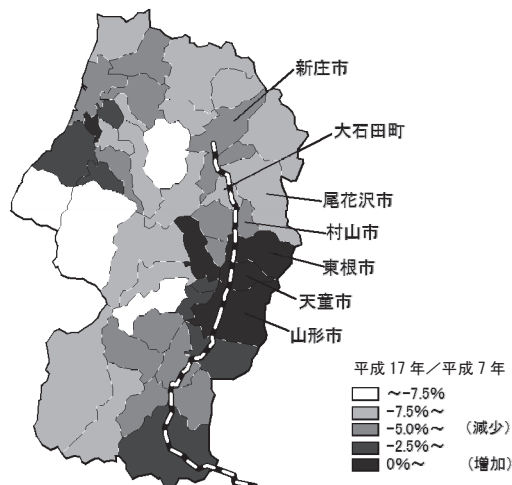 新庄市
大石田町
尾花沢市
村山市
東根市
天童市
山形市
平成 17 年／平成 7 年
～-7.5%
-7.5%～
-5.0%～ （減少）
-2.5%～
0%～ （増加）